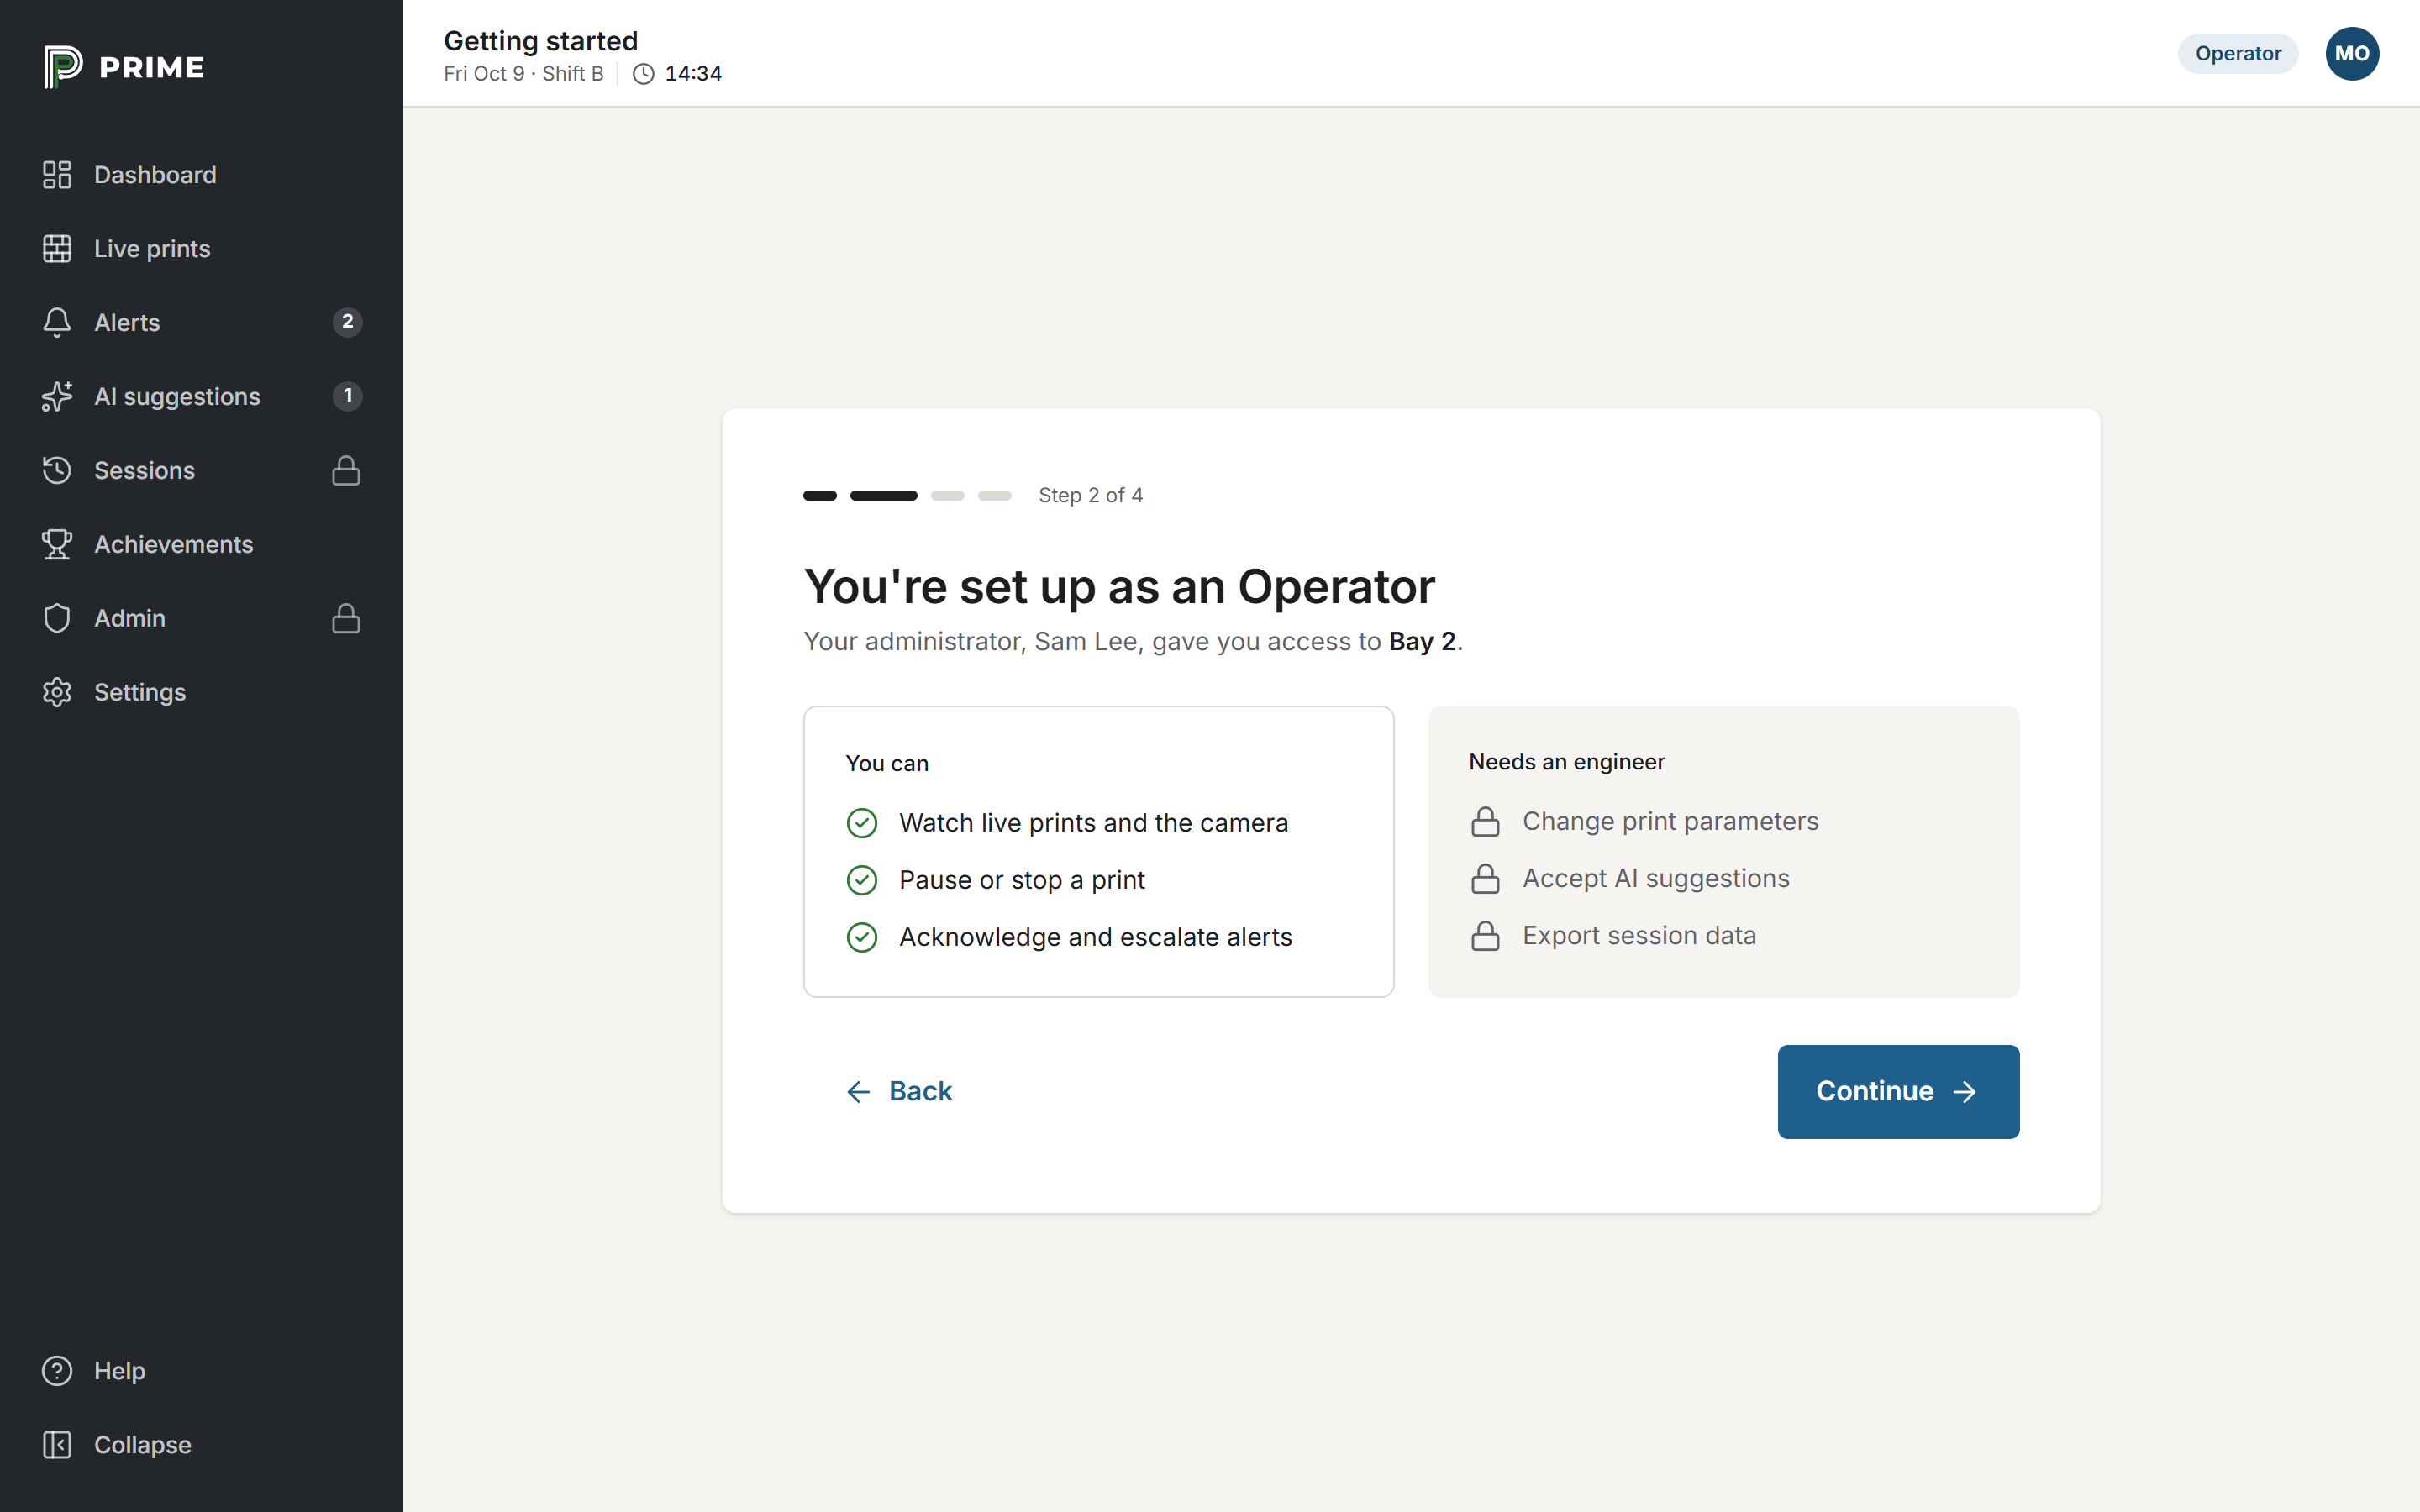 PRIME
Dashboard
Live prints
Alerts 2
AI suggestions 1
Sessions
Achievements
Admin
Settings
Help
Collapse
Getting started
Fri Oct 9 · Shift B 14:34
Operator MO
Step 2 of 4
You're set up as an Operator
Your administrator, Sam Lee, gave you access to Bay 2.
You can
Watch live prints and the camera
Pause or stop a print
Acknowledge and escalate alerts
Needs an engineer
Change print parameters
Accept AI suggestions
Export session data
Back
Continue